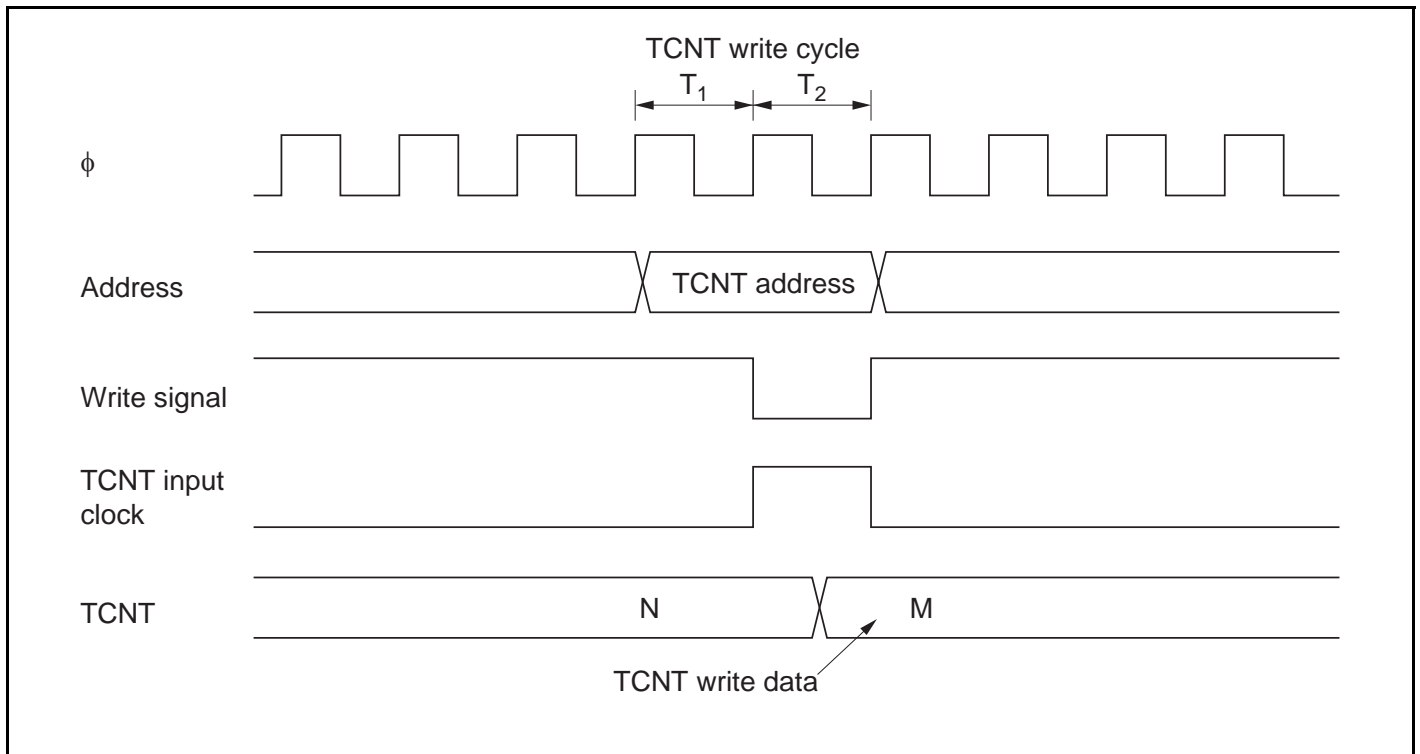 TCNT write cycle
T1 T2
ϕ
Address
TCNT address
Write signal
TCNT input
clock
TCNT
N M
TCNT write data